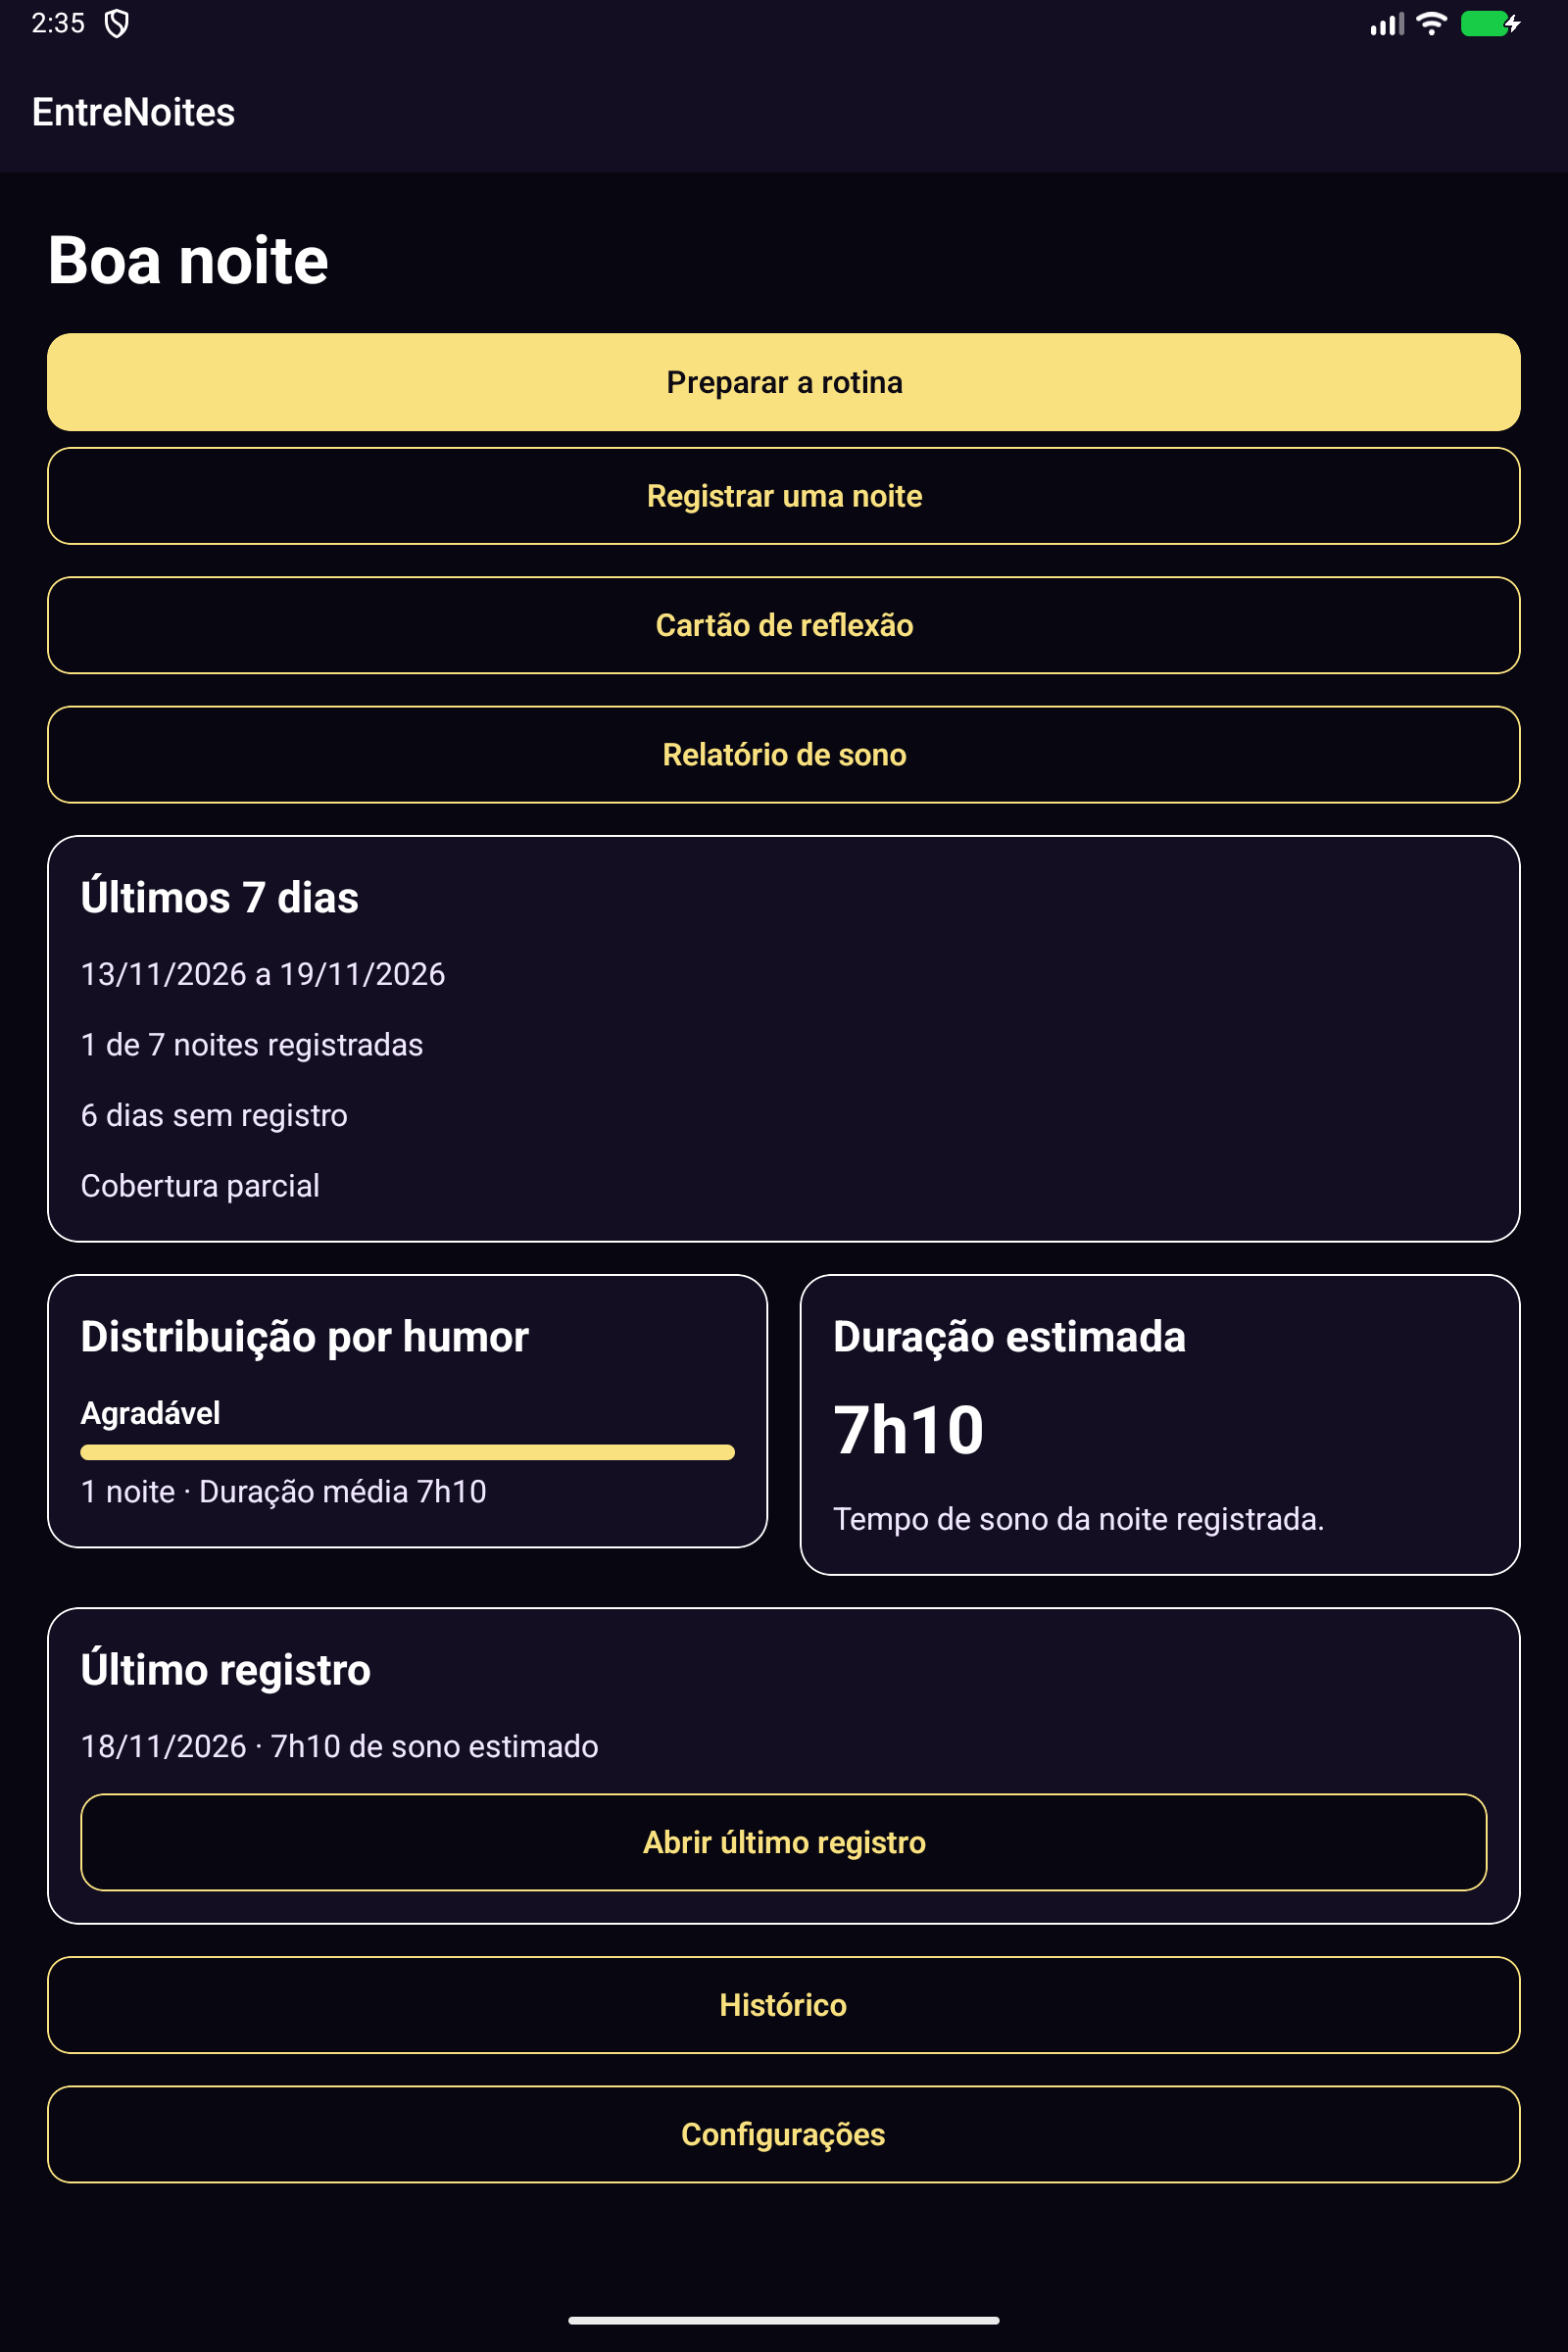 2:35
EntreNoites
Boa noite
Preparar a rotina
Registrar uma noite
Cartão de reflexão
Relatório de sono
Últimos 7 dias
13/11/2026 a 19/11/2026
1 de 7 noites registradas
6 dias sem registro
Cobertura parcial
Distribuição por humor
Agradável
1 noite · Duração média 7h10
Duração estimada
7h10
Tempo de sono da noite registrada.
Último registro
18/11/2026 · 7h10 de sono estimado
Abrir último registro
Histórico
Configurações